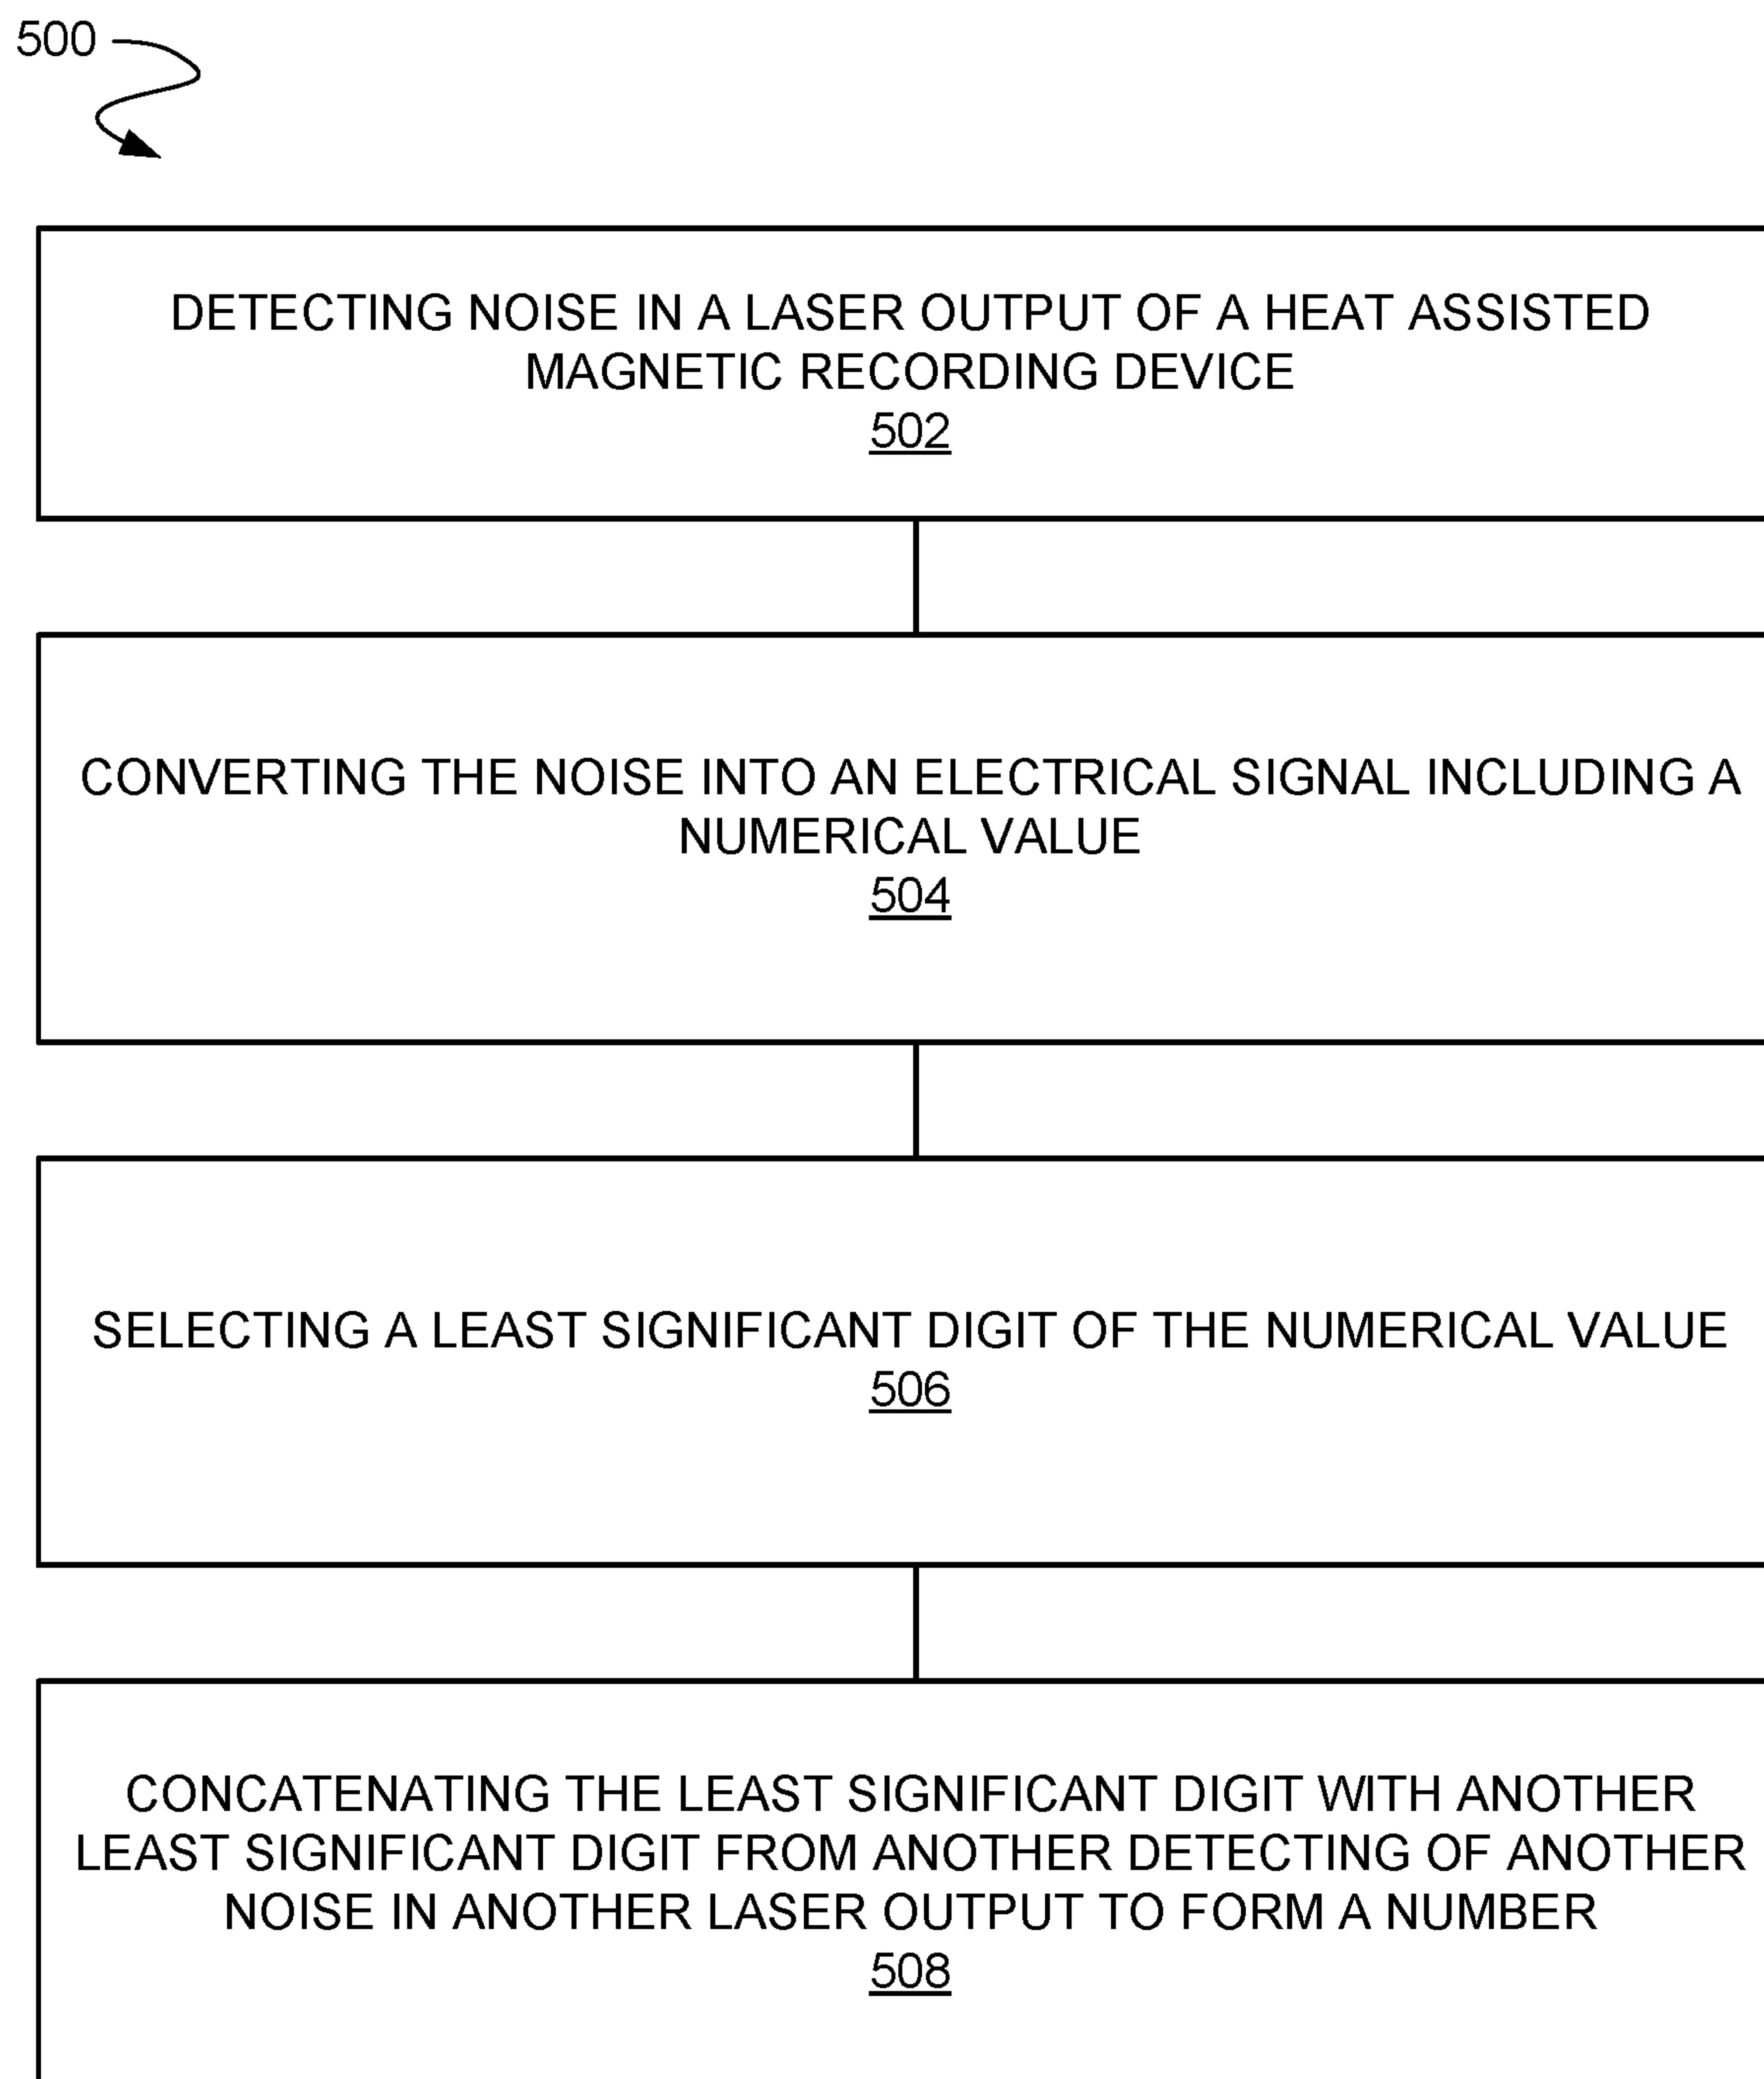 500
DETECTING NOISE IN A LASER OUTPUT OF A HEAT ASSISTED
MAGNETIC RECORDING DEVICE
502
CONVERTING THE NOISE INTO AN ELECTRICAL SIGNAL INCLUDING A
NUMERICAL VALUE
504
SELECTING A LEAST SIGNIFICANT DIGIT OF THE NUMERICAL VALUE
506
CONCATENATING THE LEAST SIGNIFICANT DIGIT WITH ANOTHER
LEAST SIGNIFICANT DIGIT FROM ANOTHER DETECTING OF ANOTHER
NOISE IN ANOTHER LASER OUTPUT TO FORM A NUMBER
508